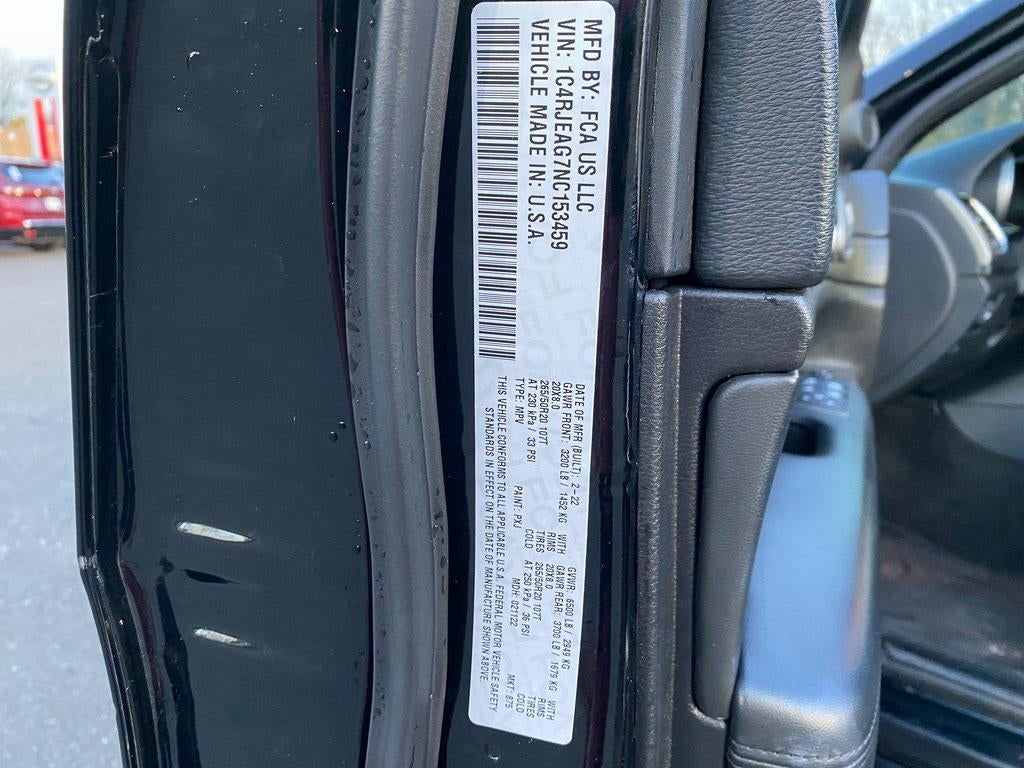 MFD BY: FCA US LLC
VIN: 1C4RJEAG7NC153459
VEHICLE MADE IN: U.S.A.
DATE OF MFR (BUILT): 2-22 GVWR: 6500 LB / 2949 KG
GAWR FRONT: 3200 LB / 1452 KG WITH GAWR REAR: 3700 LB / 1679 KG WITH
20X8.0 RIMS 20X8.0 RIMS
265/50R20 107T TIRES 265/50R20 107T TIRES
AT 230 kPa / 33 PSI COLD AT 250 kPa / 36 PSI COLD
TYPE: MPV PAINT: PXJ MDH: 021122 MKT: 875
THIS VEHICLE CONFORMS TO ALL APPLICABLE U.S.A. FEDERAL MOTOR VEHICLE SAFETY
STANDARDS IN EFFECT ON THE DATE OF MANUFACTURE SHOWN ABOVE.